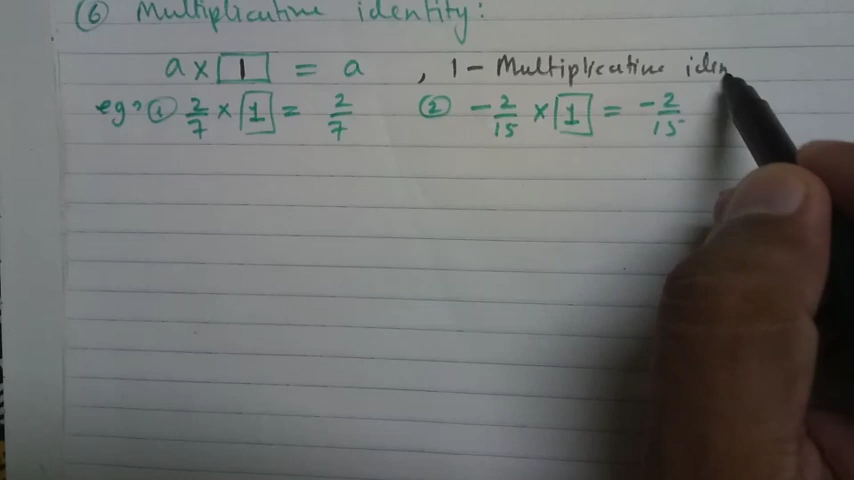 ⑥ Multiplicative identity:
a × 1 = a , 1 - Multiplicative iden
eg: ① 2/7 × 1 = 2/7 ② -2/15 × 1 = -2/15